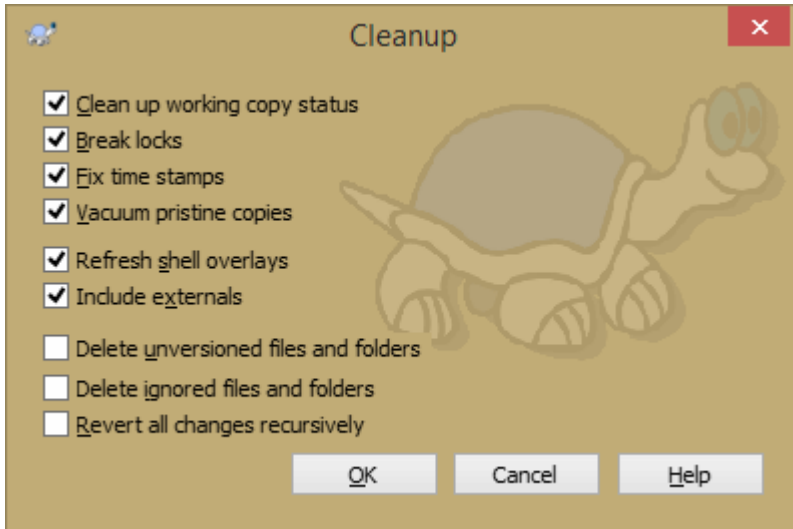 Cleanup
Clean up working copy status
Break locks
Fix time stamps
Vacuum pristine copies
Refresh shell overlays
Include externals
Delete unversioned files and folders
Delete ignored files and folders
Revert all changes recursively
OK Cancel Help